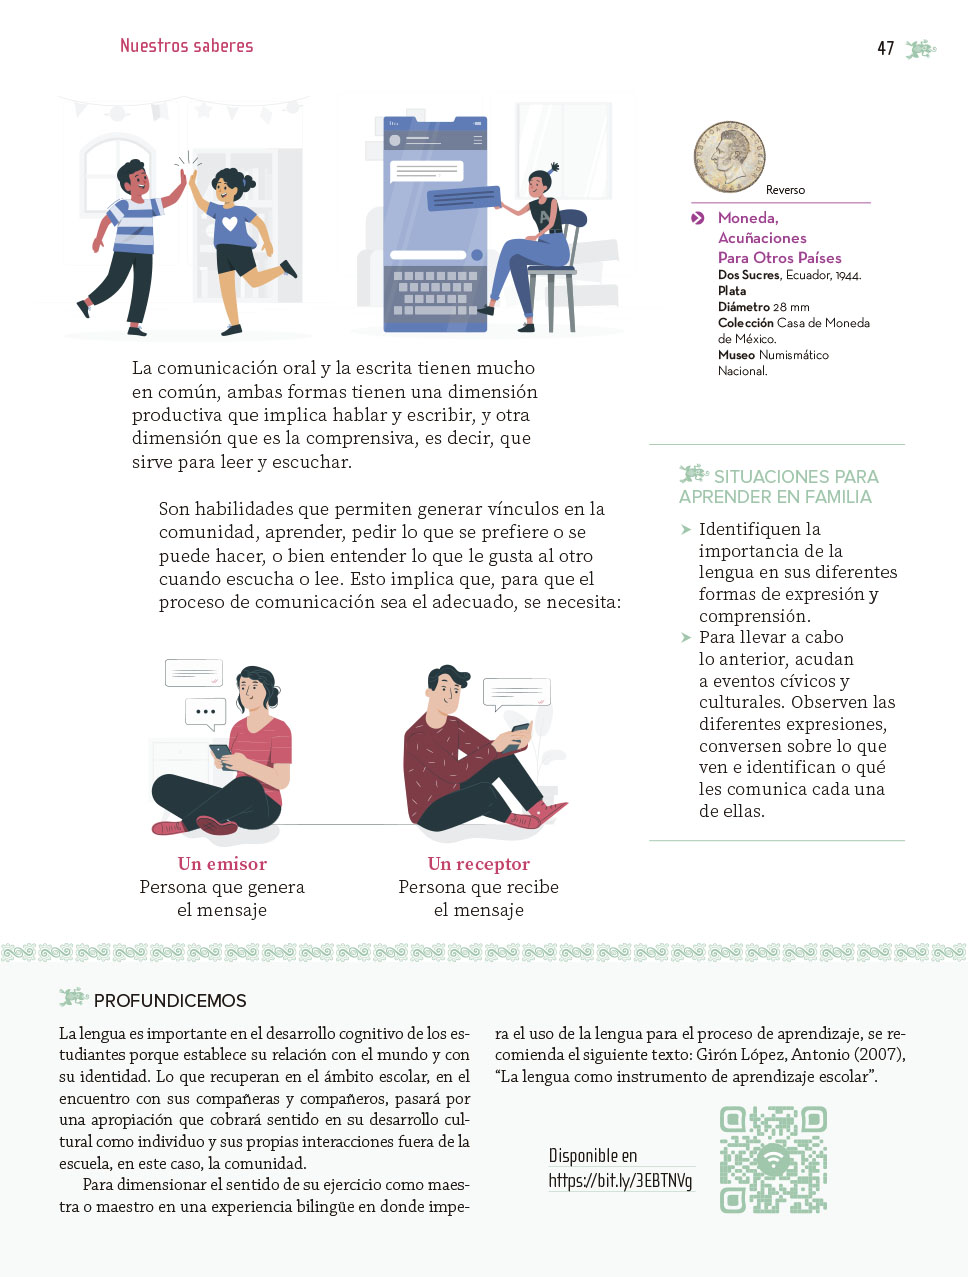 Nuestros saberes
47
Reverso
Moneda,
Acuñaciones
Para Otros Países
Dos Sucres, Ecuador, 1944.
Plata
Diámetro 28 mm
Colección Casa de Moneda
de México.
Museo Numismático
Nacional.
La comunicación oral y la escrita tienen mucho
en común, ambas formas tienen una dimensión
productiva que implica hablar y escribir, y otra
dimensión que es la comprensiva, es decir, que
sirve para leer y escuchar.
Son habilidades que permiten generar vínculos en la
comunidad, aprender, pedir lo que se prefiere o se
puede hacer, o bien entender lo que le gusta al otro
cuando escucha o lee. Esto implica que, para que el
proceso de comunicación sea el adecuado, se necesita:
Un emisor
Persona que genera
el mensaje
Un receptor
Persona que recibe
el mensaje
SITUACIONES PARA
APRENDER EN FAMILIA
Identifiquen la
importancia de la
lengua en sus diferentes
formas de expresión y
comprensión.
Para llevar a cabo
lo anterior, acudan
a eventos cívicos y
culturales. Observen las
diferentes expresiones,
conversen sobre lo que
ven e identifican o qué
les comunica cada una
de ellas.
PROFUNDICEMOS
La lengua es importante en el desarrollo cognitivo de los es-
tudiantes porque establece su relación con el mundo y con
su identidad. Lo que recuperan en el ámbito escolar, en el
encuentro con sus compañeras y compañeros, pasará por
una apropiación que cobrará sentido en su desarrollo cul-
tural como individuo y sus propias interacciones fuera de la
escuela, en este caso, la comunidad.
Para dimensionar el sentido de su ejercicio como maes-
tra o maestro en una experiencia bilingüe en donde impe-
ra el uso de la lengua para el proceso de aprendizaje, se re-
comienda el siguiente texto: Girón López, Antonio (2007),
“La lengua como instrumento de aprendizaje escolar”.
Disponible en
https://bit.ly/3EBTNVg